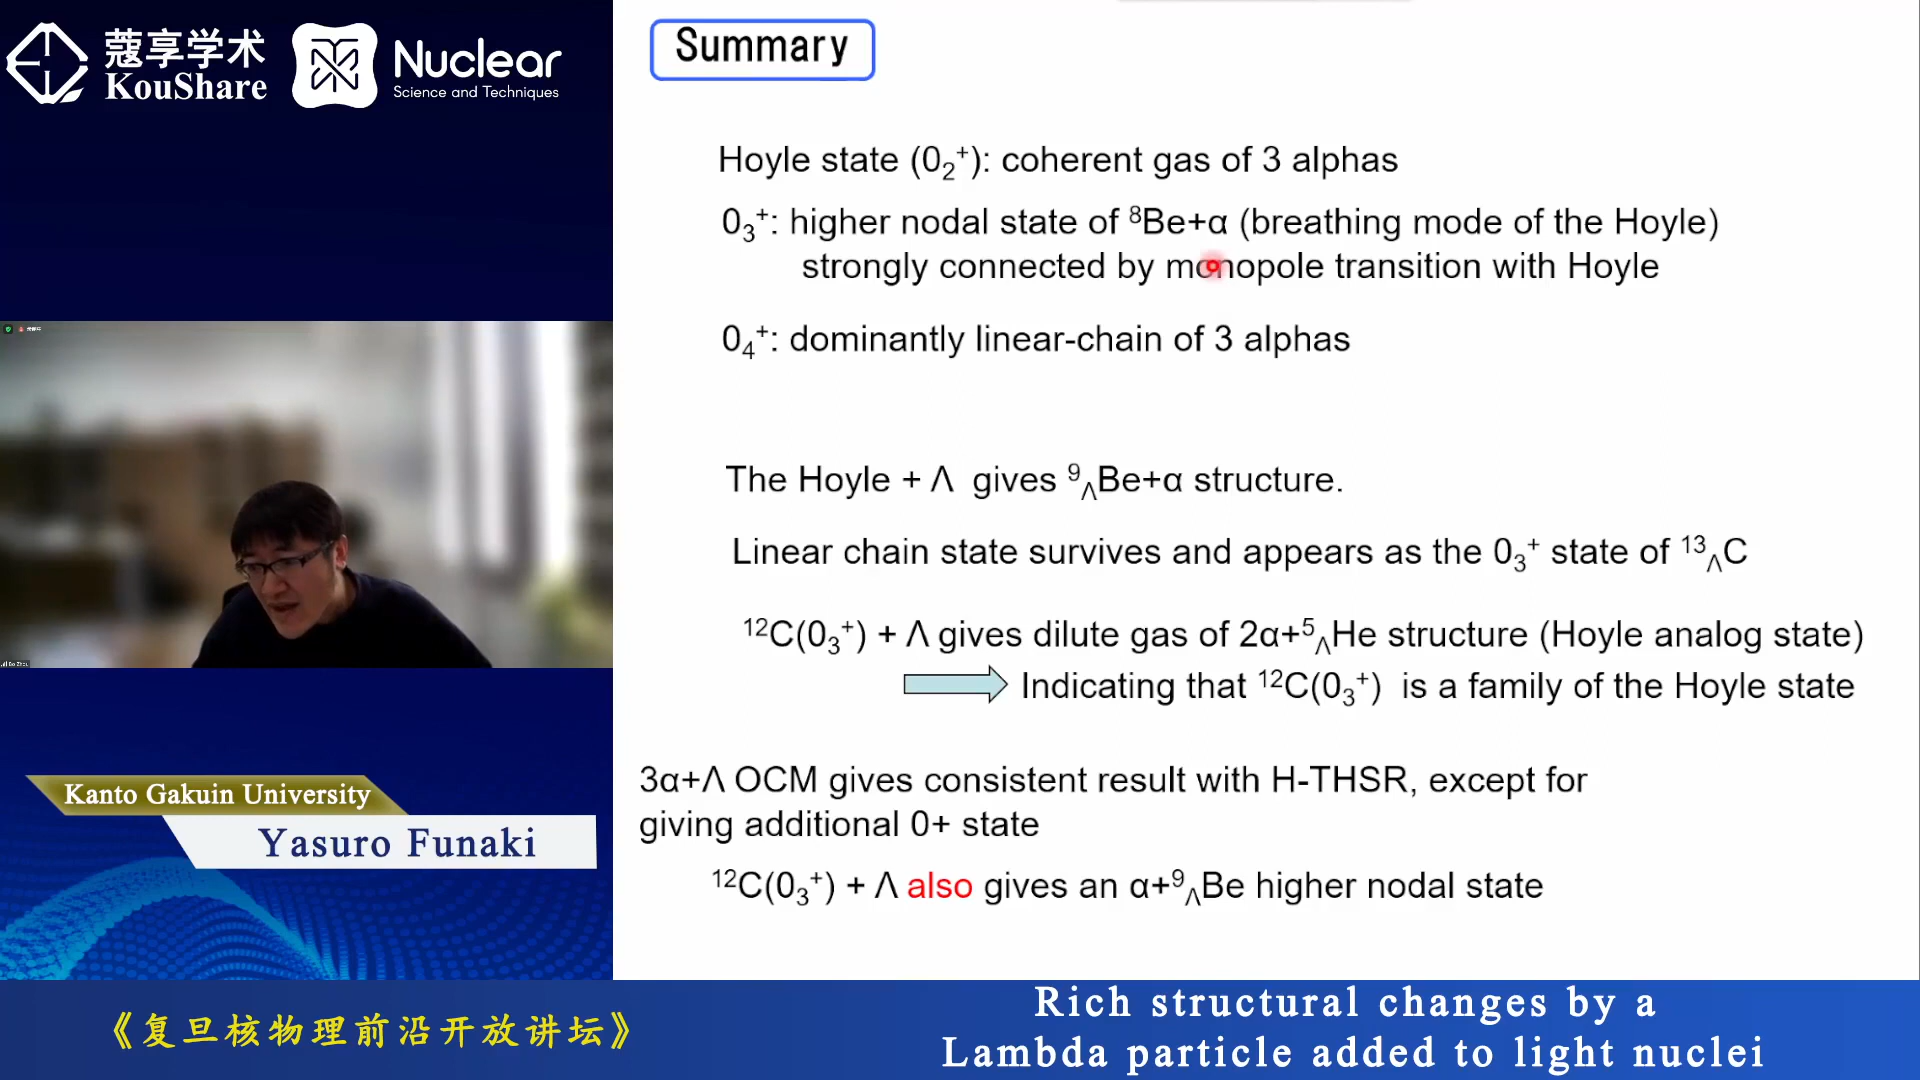 蔻享学术
KouShare
Nuclear
Science and Techniques
Summary
Hoyle state (0₂⁺): coherent gas of 3 alphas
0₃⁺: higher nodal state of ⁸Be+α (breathing mode of the Hoyle)
strongly connected by monopole transition with Hoyle
0₄⁺: dominantly linear-chain of 3 alphas
The Hoyle + Λ gives ⁹ΛBe+α structure.
Linear chain state survives and appears as the 0₃⁺ state of ¹³ΛC
¹²C(0₃⁺) + Λ gives dilute gas of 2α+⁵ΛHe structure (Hoyle analog state)
Indicating that ¹²C(0₃⁺) is a family of the Hoyle state
3α+Λ OCM gives consistent result with H-THSR, except for
giving additional 0+ state
¹²C(0₃⁺) + Λ also gives an α+⁹ΛBe higher nodal state
Bo Zhou
Kanto Gakuin University
Yasuro Funaki
《复旦核物理前沿开放讲坛》
Rich structural changes by a
Lambda particle added to light nuclei